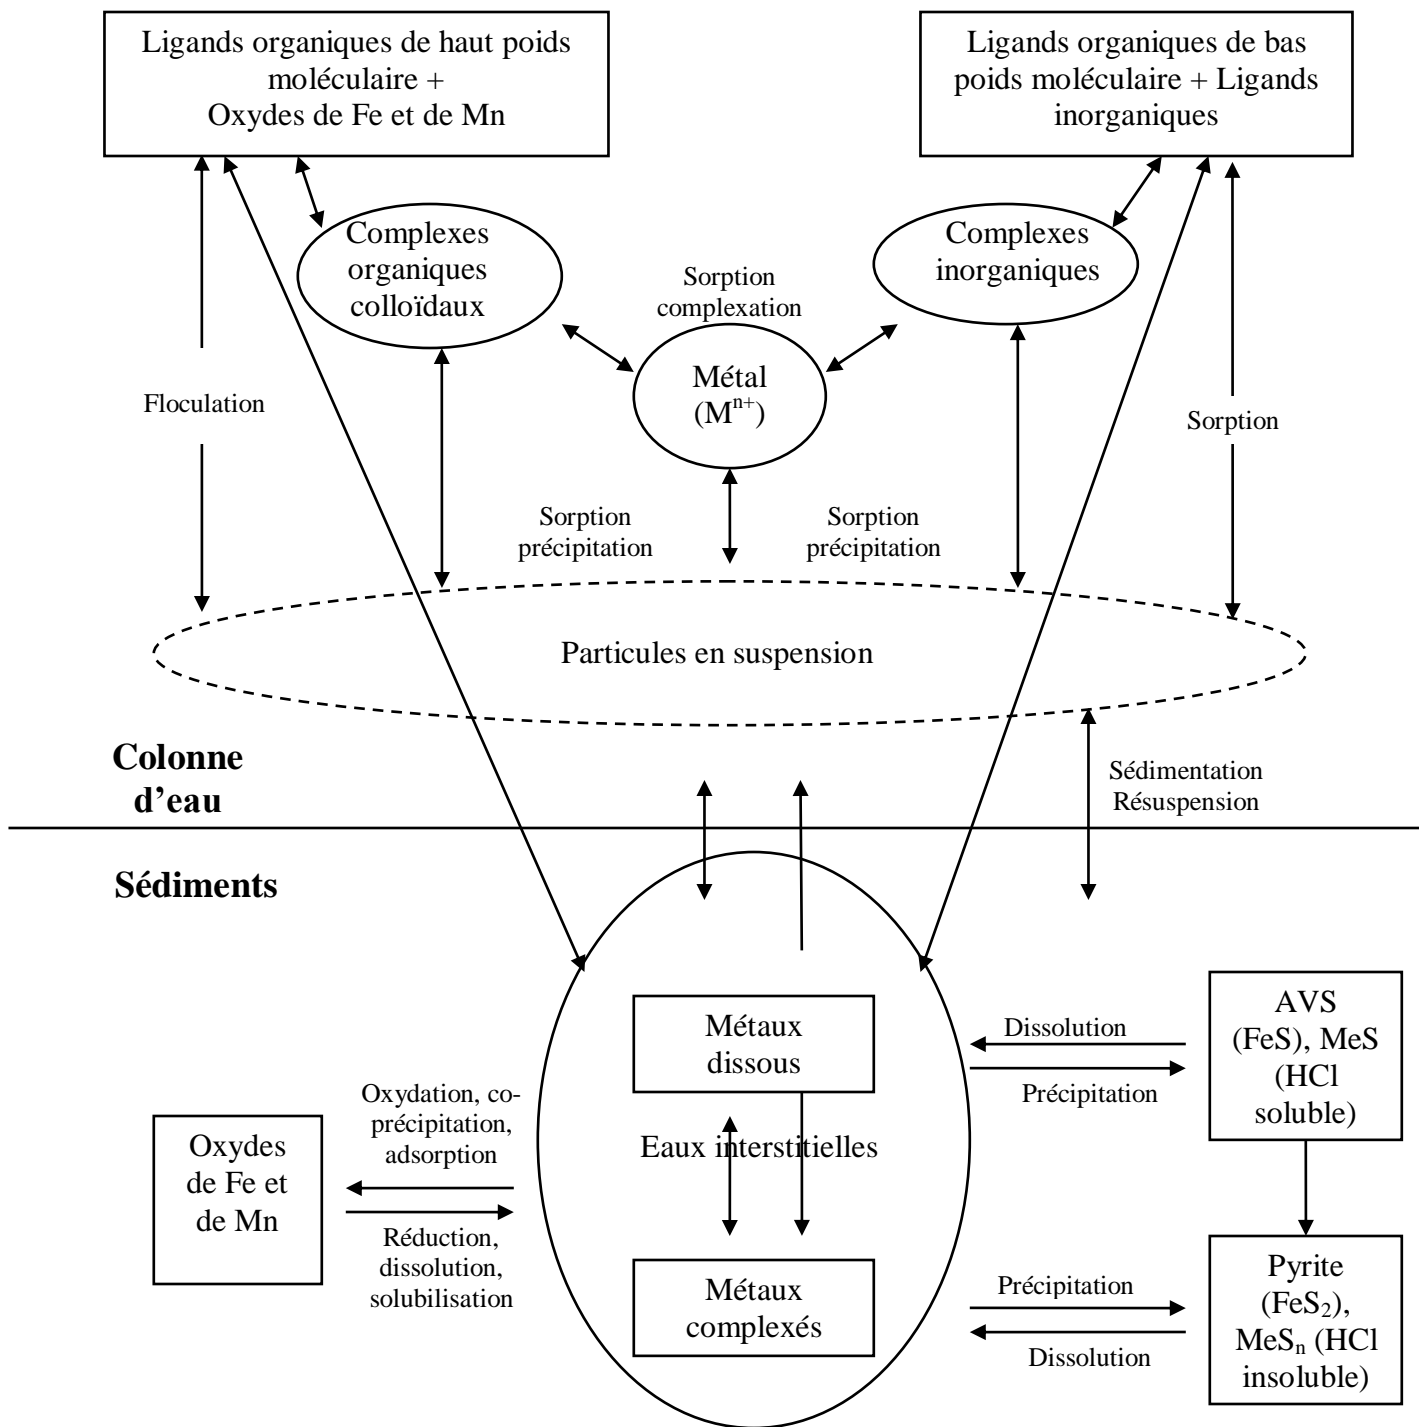 Ligands organiques de haut poids
moléculaire +
Oxydes de Fe et de Mn
Ligands organiques de bas
poids moléculaire + Ligands
inorganiques
Complexes
organiques
colloïdaux
Sorption
complexation
Complexes
inorganiques
Métal
(Mⁿ⁺)
Floculation
Sorption
Sorption
précipitation
Sorption
précipitation
Particules en suspension
Colonne
d’eau
Sédimentation
Résuspension
Sédiments
Métaux
dissous
Eaux interstitielles
Métaux
complexés
Oxydation, co-
précipitation,
adsorption
Oxydes
de Fe et
de Mn
Réduction,
dissolution,
solubilisation
Dissolution
Précipitation
AVS
(FeS), MeS
(HCl
soluble)
Précipitation
Dissolution
Pyrite
(FeS₂),
MeSₙ (HCl
insoluble)